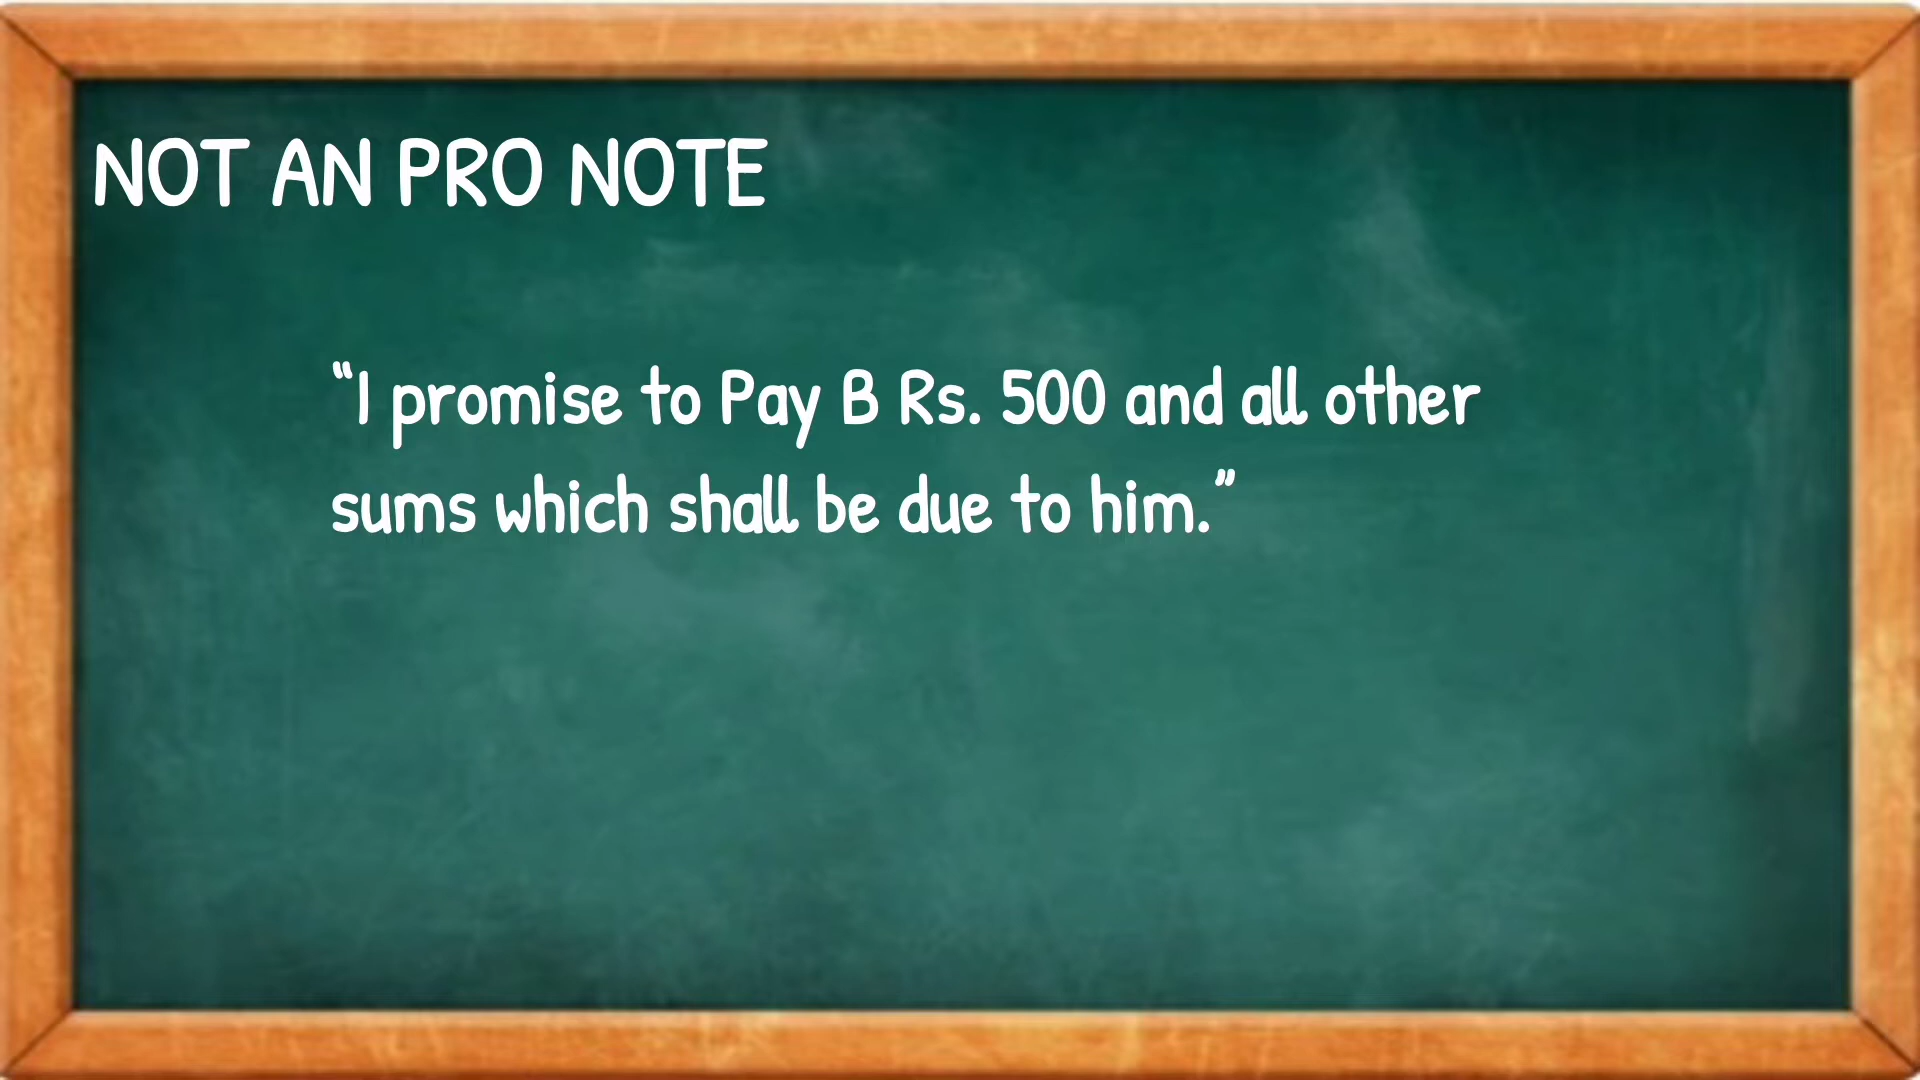 NOT AN PRO NOTE
“I promise to Pay B Rs. 500 and all other
sums which shall be due to him.”